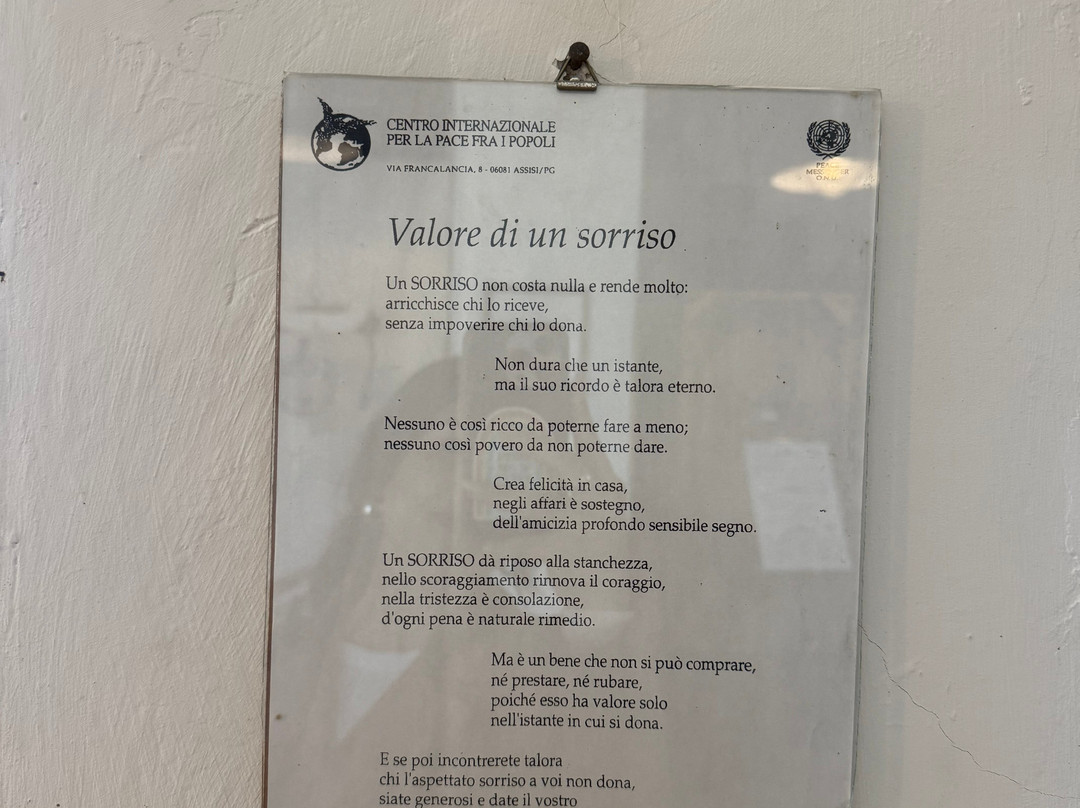 CENTRO INTERNAZIONALE
PER LA PACE FRA I POPOLI
VIA FRANCALANCIA, 8 - 06081 ASSISI/PG
Valore di un sorriso
Un SORRISO non costa nulla e rende molto:
arricchisce chi lo riceve,
senza impoverire chi lo dona.
Non dura che un istante,
ma il suo ricordo è talora eterno.
Nessuno è così ricco da poterne fare a meno;
nessuno così povero da non poterne dare.
Crea felicità in casa,
negli affari è sostegno,
dell'amicizia profondo sensibile segno.
Un SORRISO dà riposo alla stanchezza,
nello scoraggiamento rinnova il coraggio,
nella tristezza è consolazione,
d'ogni pena è naturale rimedio.
Ma è un bene che non si può comprare,
né prestare, né rubare,
poiché esso ha valore solo
nell'istante in cui si dona.
E se poi incontrerete talora
chi l'aspettato sorriso a voi non dona,
siate generosi e date il vostro